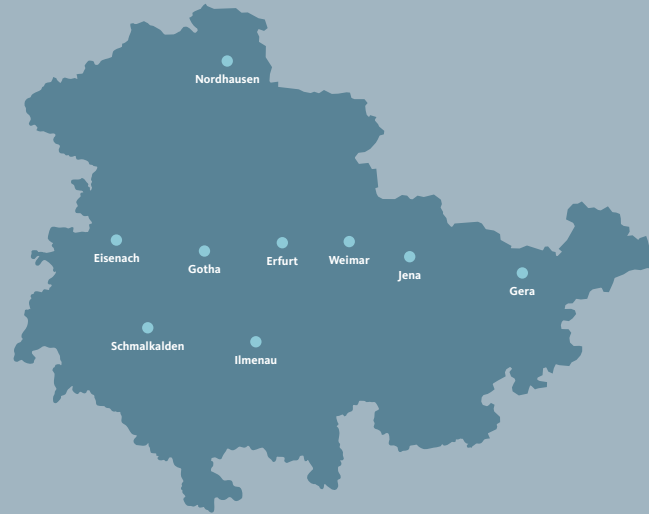 Nordhausen
Eisenach
Gotha
Erfurt
Weimar
Jena
Gera
Schmalkalden
Ilmenau